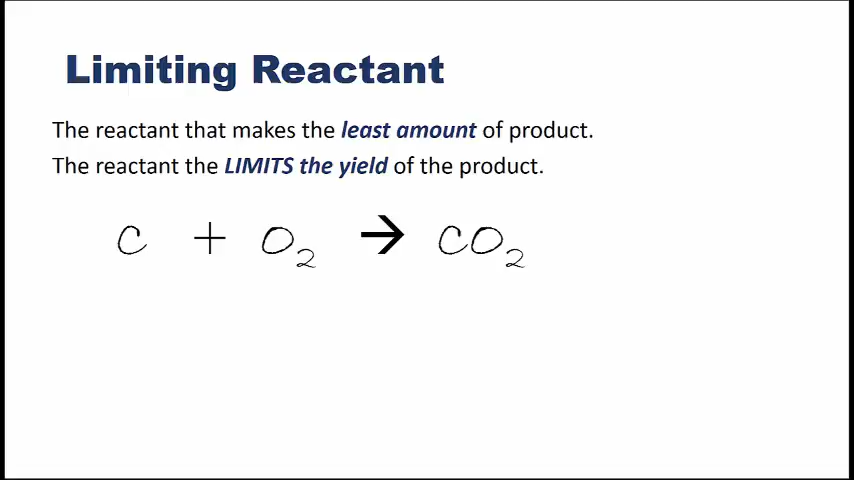 Limiting Reactant
The reactant that makes the least amount of product.
The reactant the LIMITS the yield of the product.
C + O₂ → CO₂